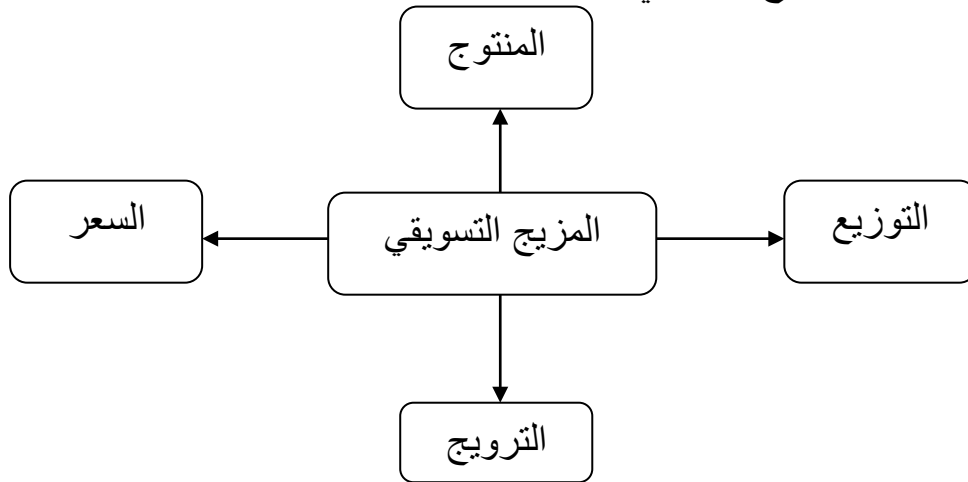 المنتوج
التوزيع
المزيج التسويقي
السعر
الترويج